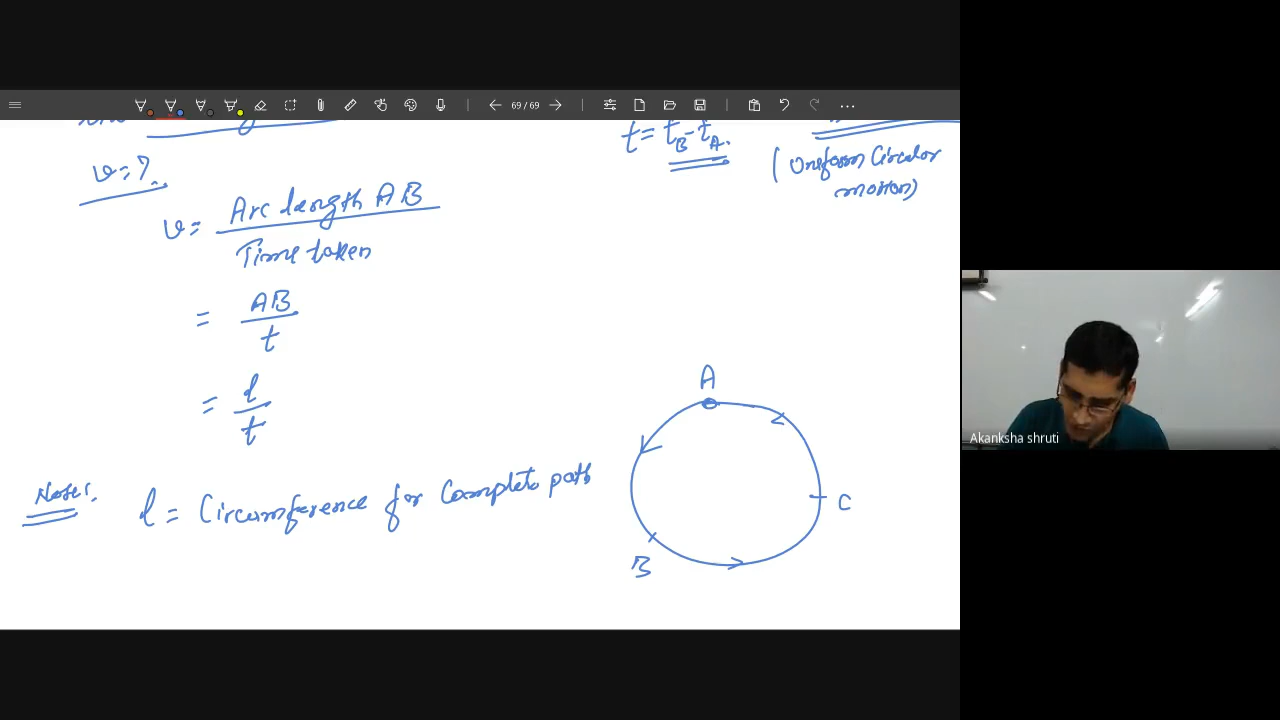 69/69
t = tB - tA.
v = ?
(Uniform Circular
motion)
v = Arc length AB
Time taken
= AB
t
= l
t
A
C
B
Note:
l = Circumference for Complete path
Akanksha shruti